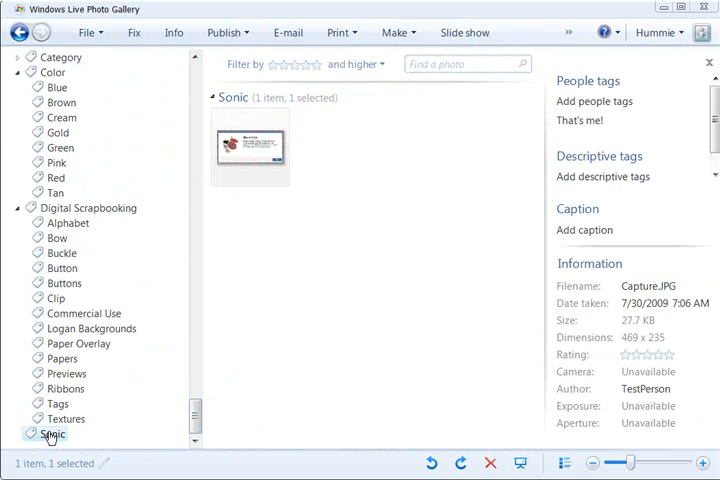 Windows Live Photo Gallery
File Fix Info Publish E-mail Print Make Slide show » Hummie
Category
Color
Blue
Brown
Cream
Gold
Green
Pink
Red
Tan
Digital Scrapbooking
Alphabet
Bow
Buckle
Button
Buttons
Clip
Commercial Use
Logan Backgrounds
Paper Overlay
Papers
Previews
Ribbons
Tags
Textures
Sonic
Filter by and higher Find a photo
Sonic (1 item, 1 selected)
People tags
Add people tags
That's me!
Descriptive tags
Add descriptive tags
Caption
Add caption
Information
Filename: Capture.JPG
Date taken: 7/30/2009 7:06 AM
Size: 27.7 KB
Dimensions: 469 x 235
Rating:
Camera: Unavailable
Author: TestPerson
Exposure: Unavailable
Aperture: Unavailable
1 item, 1 selected